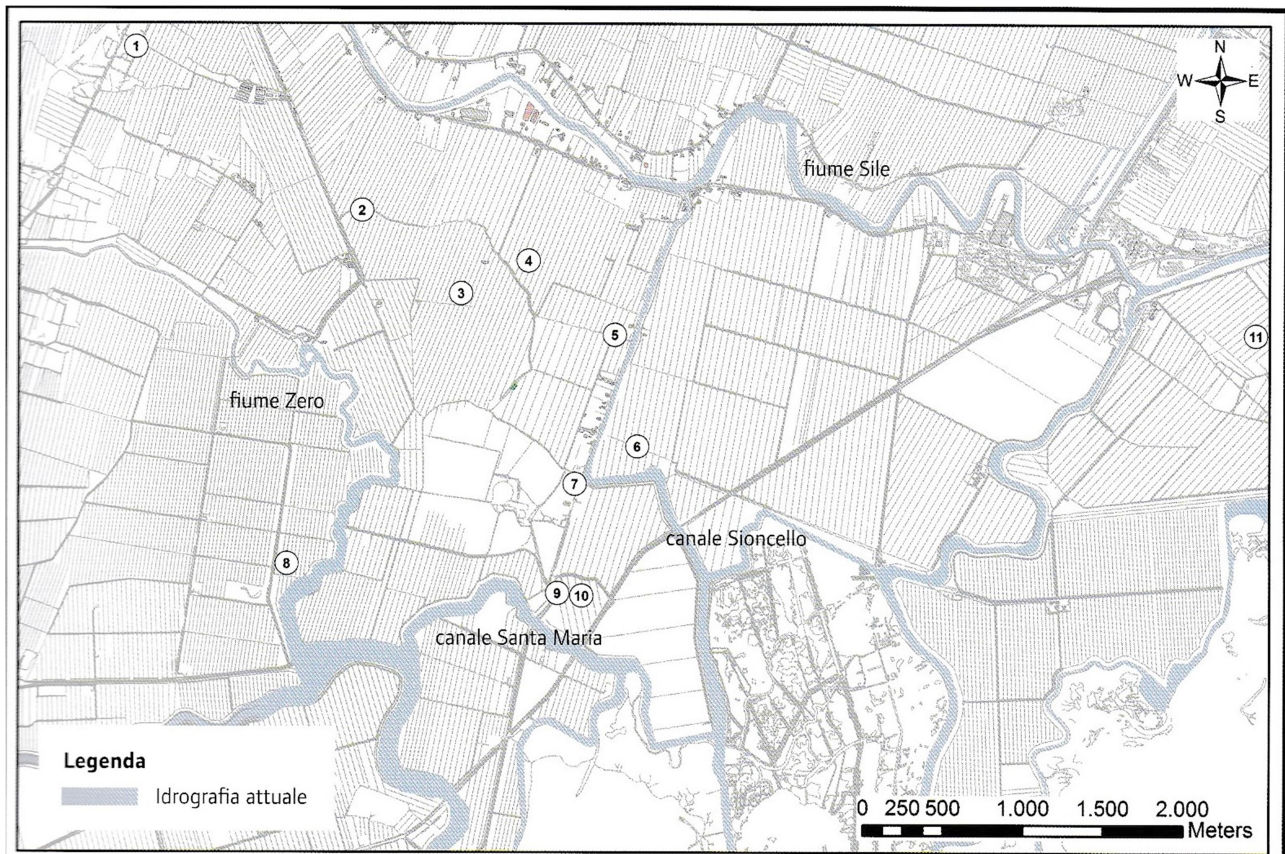 1
N
W E
S
fiume Sile
2
4
3
5
11
fiume Zero
6
7
canale Sioncello
8
9
10
canale Santa Maria
Legenda
Idrografia attuale
0 250 500 1.000 1.500 2.000
Meters